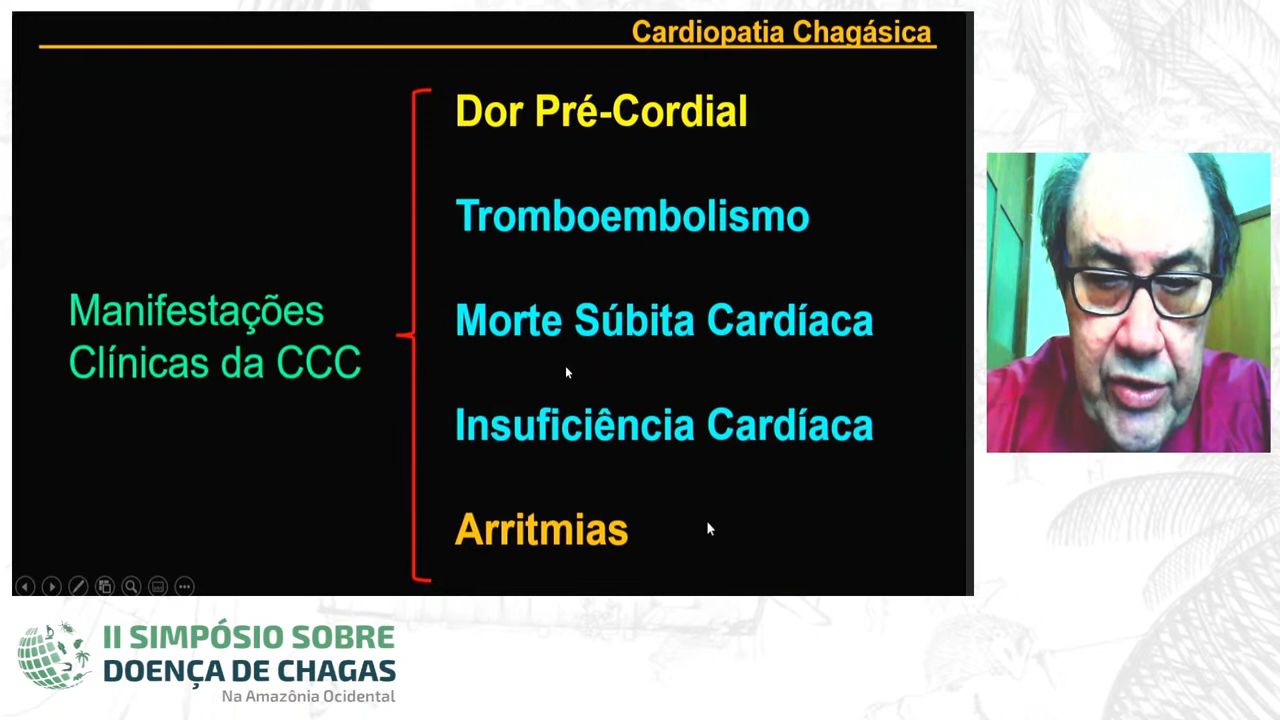 Cardiopatia Chagásica
Dor Pré-Cordial
Tromboembolismo
Morte Súbita Cardíaca
Manifestações
Clínicas da CCC
Insuficiência Cardíaca
Arritmias
II SIMPÓSIO SOBRE
DOENÇA DE CHAGAS
Na Amazônia Ocidental